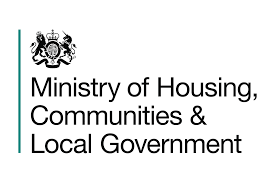 Ministry of Housing,
Communities &
Local Government